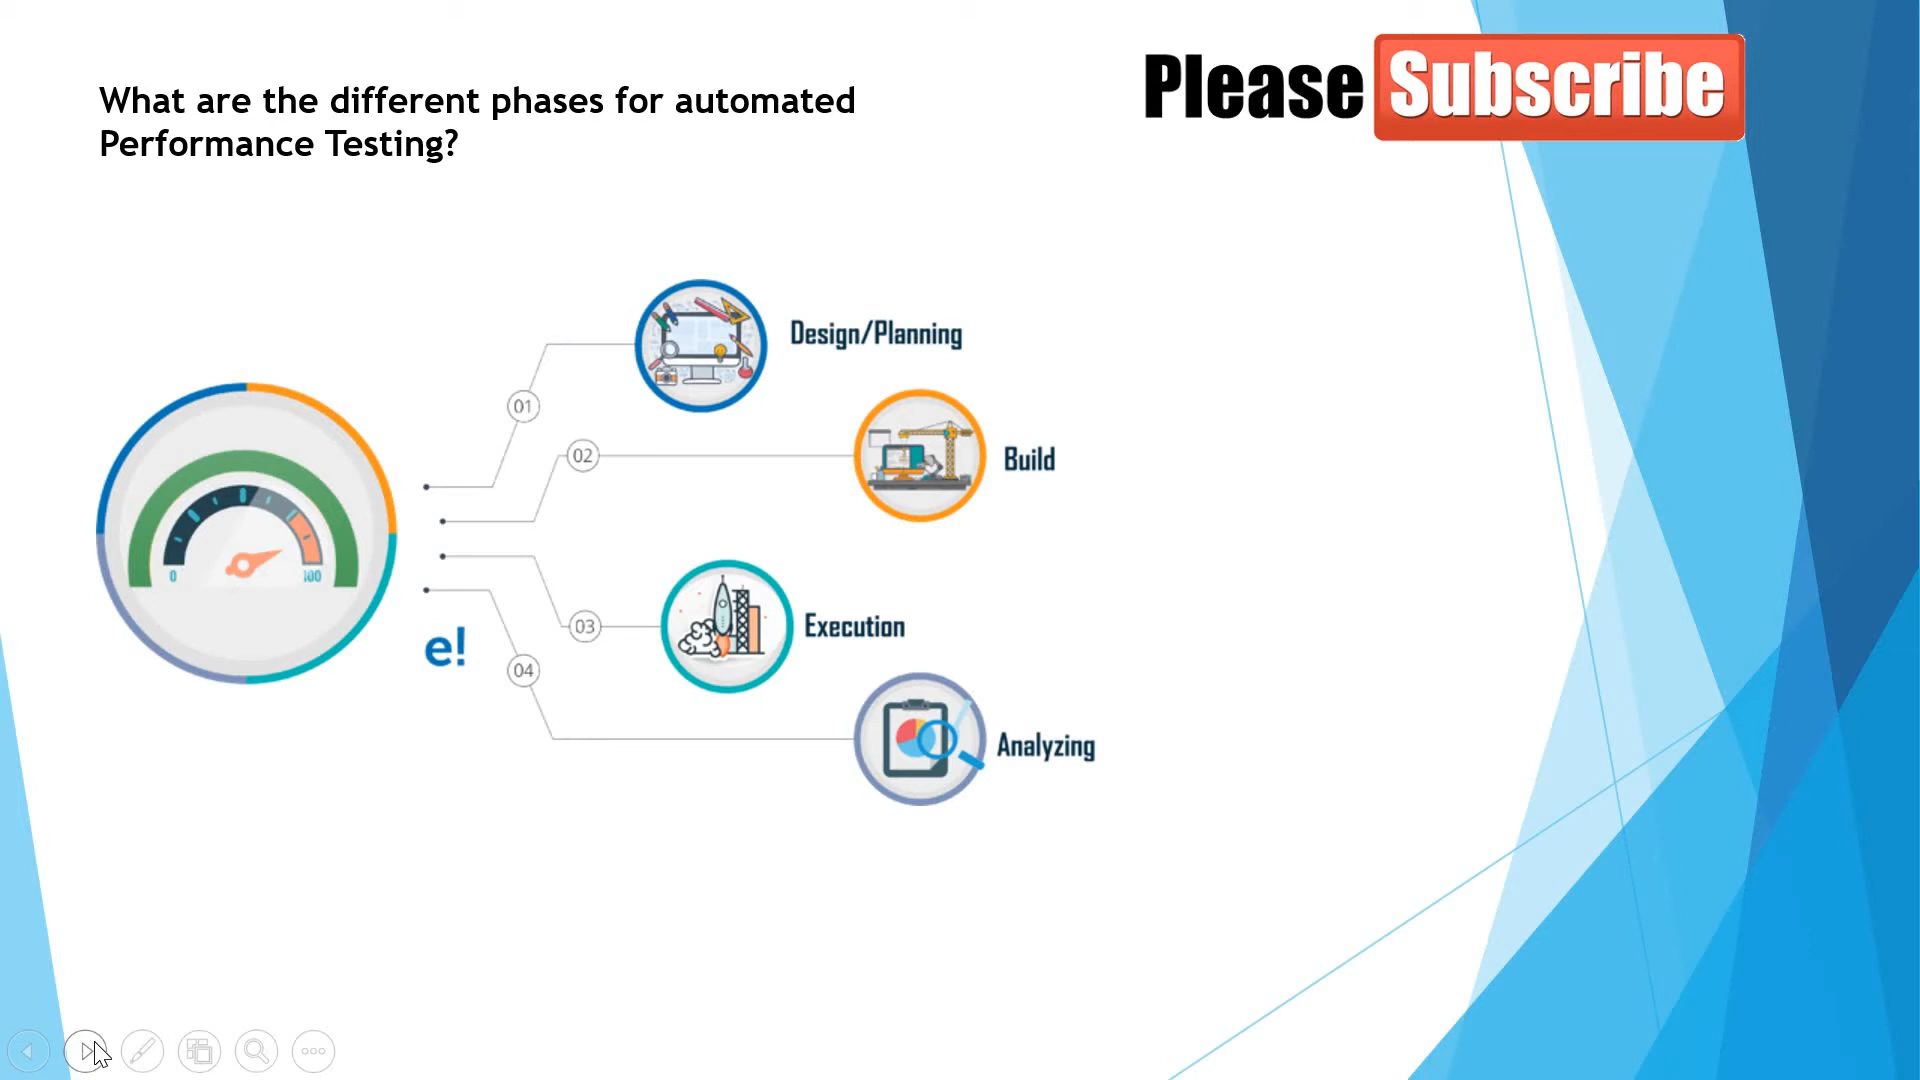 Please Subscribe
What are the different phases for automated
Performance Testing?
01
Design/Planning
02
Build
0
100
03
Execution
e!
04
Analyzing